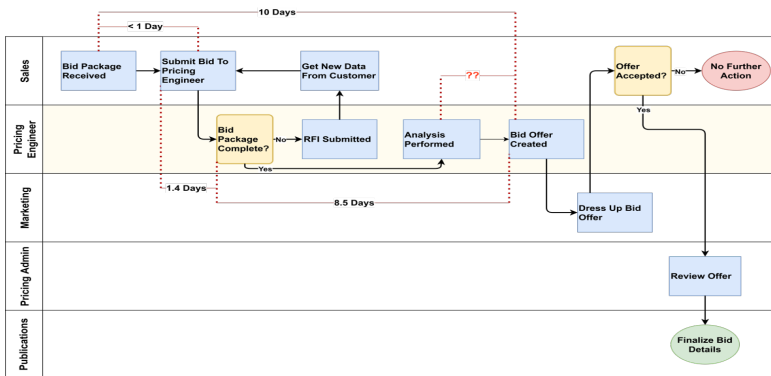 10 Days
< 1 Day
Sales
Bid Package
Received
Submit Bid To
Pricing
Engineer
Get New Data
From Customer
??
Offer
Accepted?
No
No Further
Action
Yes
Pricing
Engineer
Bid
Package
Complete?
No
RFI Submitted
Analysis
Performed
Bid Offer
Created
Yes
1.4 Days
8.5 Days
Marketing
Dress Up Bid
Offer
Pricing Admin
Review Offer
Publications
Finalize Bid
Details